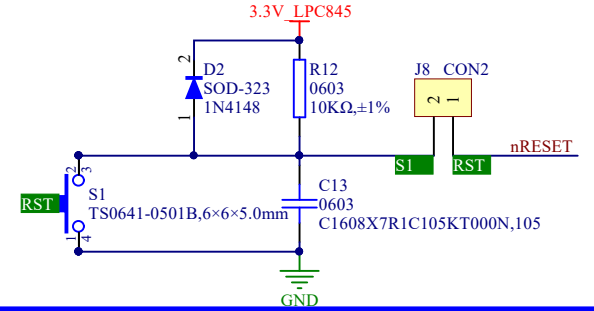 3.3V_LPC845
2
D2
SOD-323
1N4148
1
R12
0603
10KΩ,±1%
J8 CON2
2 1
S1
RST
nRESET
2 3
RST
S1
TS0641-0501B,6×6×5.0mm
1 4
C13
0603
C1608X7R1C105KT000N,105
GND